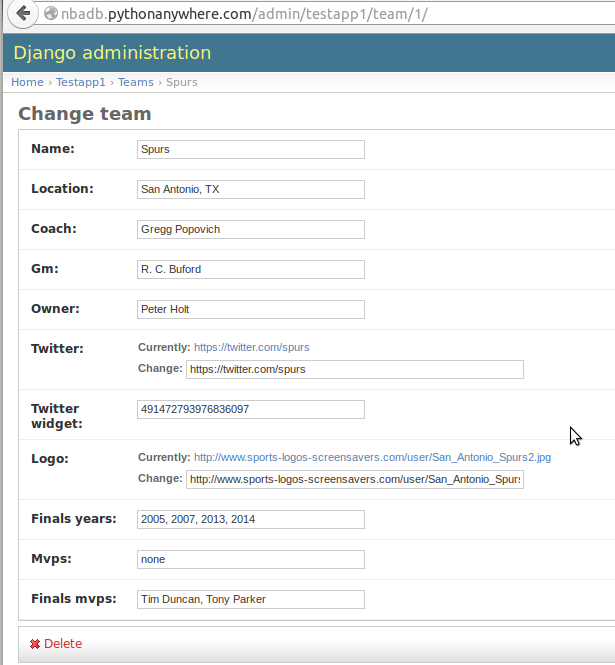 nbadb.pythonanywhere.com/admin/testapp1/team/1/
Django administration
Home › Testapp1 › Teams › Spurs
Change team
Name: Spurs
Location: San Antonio, TX
Coach: Gregg Popovich
Gm: R. C. Buford
Owner: Peter Holt
Twitter: Currently: https://twitter.com/spurs
Change: https://twitter.com/spurs
Twitter widget: 491472793976836097
Logo: Currently: http://www.sports-logos-screensavers.com/user/San_Antonio_Spurs2.jpg
Change: http://www.sports-logos-screensavers.com/user/San_Antonio_Spurs
Finals years: 2005, 2007, 2013, 2014
Mvps: none
Finals mvps: Tim Duncan, Tony Parker
Delete